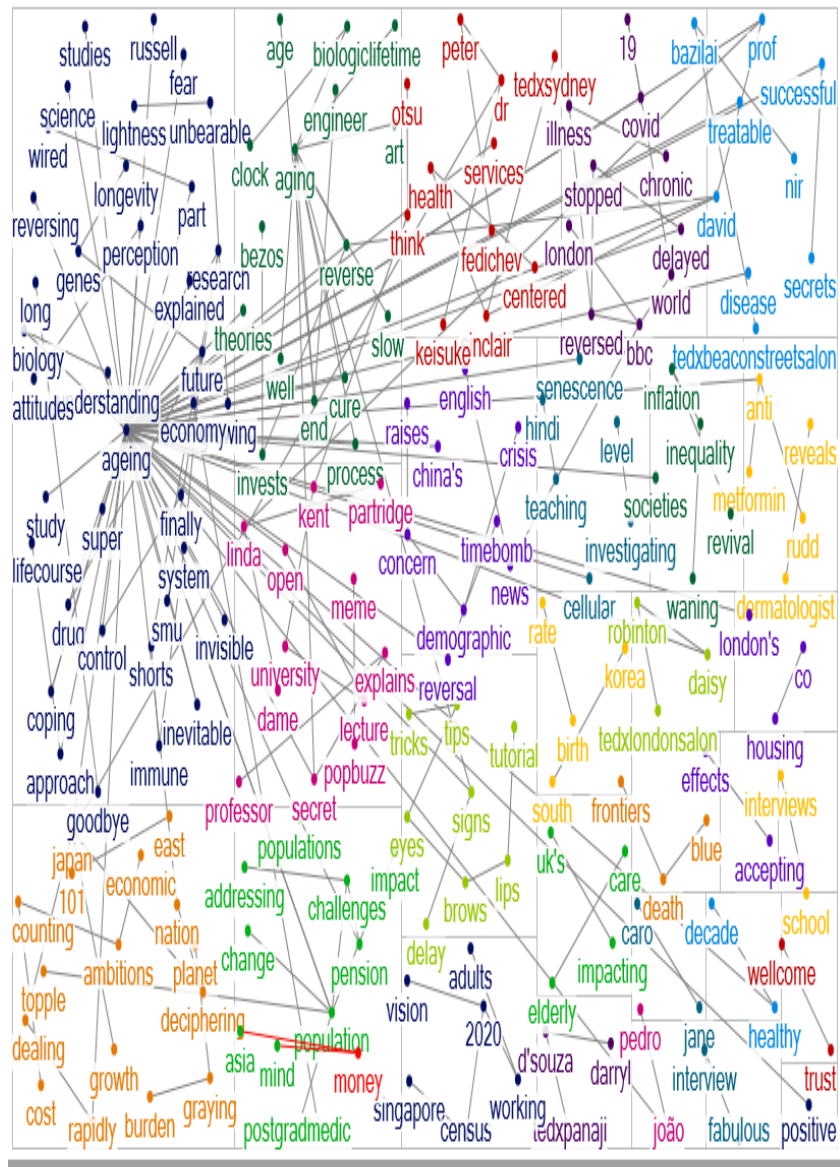 studies
russell
fear
science
lightness
unbearable
wired
longevity
part
reversing
perception
genes
research
long
explained
biology
future
attitudes
derstanding
economy
ving
ageing
study
super
finally
lifecourse
system
drug
smu
control
shorts
invisible
coping
inevitable
approach
immune
goodbye
age
biologic
lifetime
engineer
clock
art
aging
bezos
reverse
theories
slow
well
cure
end
invests
process
peter
tedxsydney
otsu
dr
services
health
think
fedichev
centered
keisuke
inclair
19
covid
illness
chronic
stopped
london
delayed
world
reversed
bbc
bazilai
prof
successful
treatable
nir
david
secrets
disease
tedxbeaconstreetsalon
kent
partridge
linda
open
meme
university
explains
dame
lecture
popbuzz
professor
secret
english
raises
crisis
china's
timebomb
concern
news
demographic
reversal
senescence
hindi
level
teaching
investigating
cellular
inflation
inequality
societies
revival
waning
anti
reveals
metformin
rudd
dermatologist
tricks
tips
tutorial
signs
eyes
lips
brows
delay
rate
korea
birth
south
robinton
daisy
tedxlondonsalon
london's
co
housing
effects
accepting
interviews
school
frontiers
blue
death
east
japan
101
economic
counting
nation
ambitions
planet
topple
deciphering
dealing
growth
cost
burden
graying
rapidly
populations
impact
addressing
challenges
change
pension
population
asia
mind
money
postgradmedic
adults
vision
2020
singapore
working
census
uk's
care
impacting
elderly
d'souza
darryl
tedxpanaji
pedro
joão
caro
jane
interview
fabulous
decade
healthy
wellcome
trust
positive